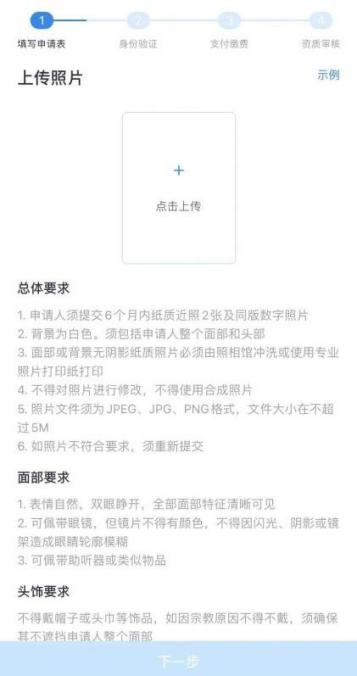 1 2 3 4
填写申请表 身份验证 支付缴费 资质审核
上传照片 示例
+
点击上传
总体要求
1. 申请人须提交6个月内纸质近照2张及同版数字照片
2. 背景为白色。须包括申请人整个面部和头部
3. 面部或背景无阴影纸质照片必须由照相馆冲洗或使用专业
照片打印纸打印
4. 不得对照片进行修改，不得使用合成照片
5. 照片文件须为JPEG、JPG、PNG格式，文件大小在不超
过5M
6. 如照片不符合要求，须重新提交
面部要求
1. 表情自然，双眼睁开，全部面部特征清晰可见
2. 可佩带眼镜，但镜片不得有颜色，不得因闪光、阴影或镜
架造成眼睛轮廓模糊
3. 可佩带助听器或类似物品
头饰要求
不得戴帽子或头巾等饰品，如因宗教原因不得不戴，须确保
其不遮挡申请人整个面部
下一步